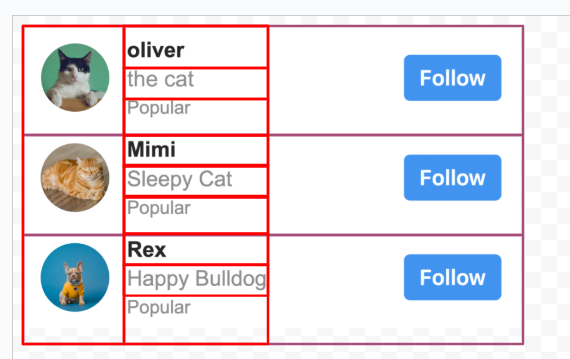 oliver
the cat
Popular
Follow
Mimi
Sleepy Cat
Popular
Follow
Rex
Happy Bulldog
Popular
Follow